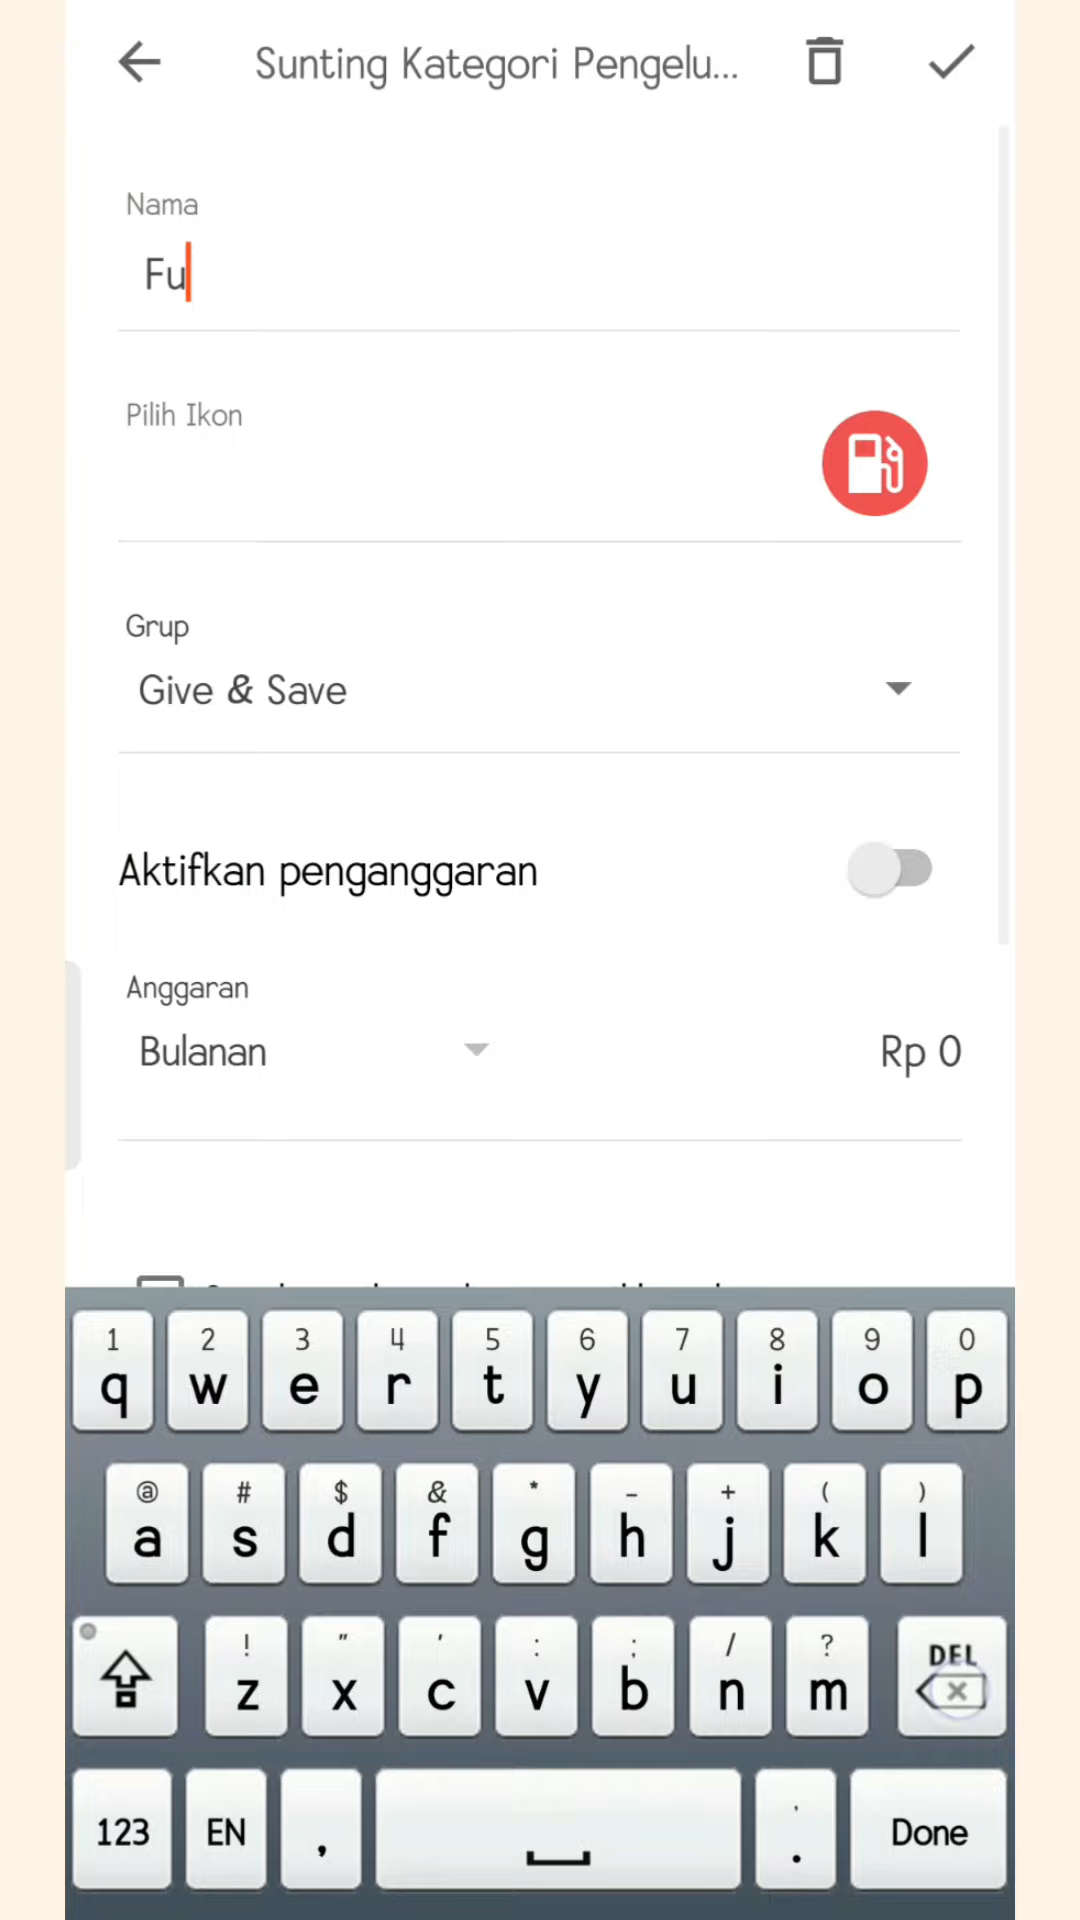 Sunting Kategori Pengelu...
Nama
Fu
Pilih Ikon
Grup
Give & Save
Aktifkan penganggaran
Anggaran
Bulanan
Rp 0
1 2 3 4 5 6 7 8 9 0
q w e r t y u i o p
@ # $ & * - + ( )
a s d f g h j k l
! " ' : ; / ? DEL
z x c v b n m
123 EN , . Done